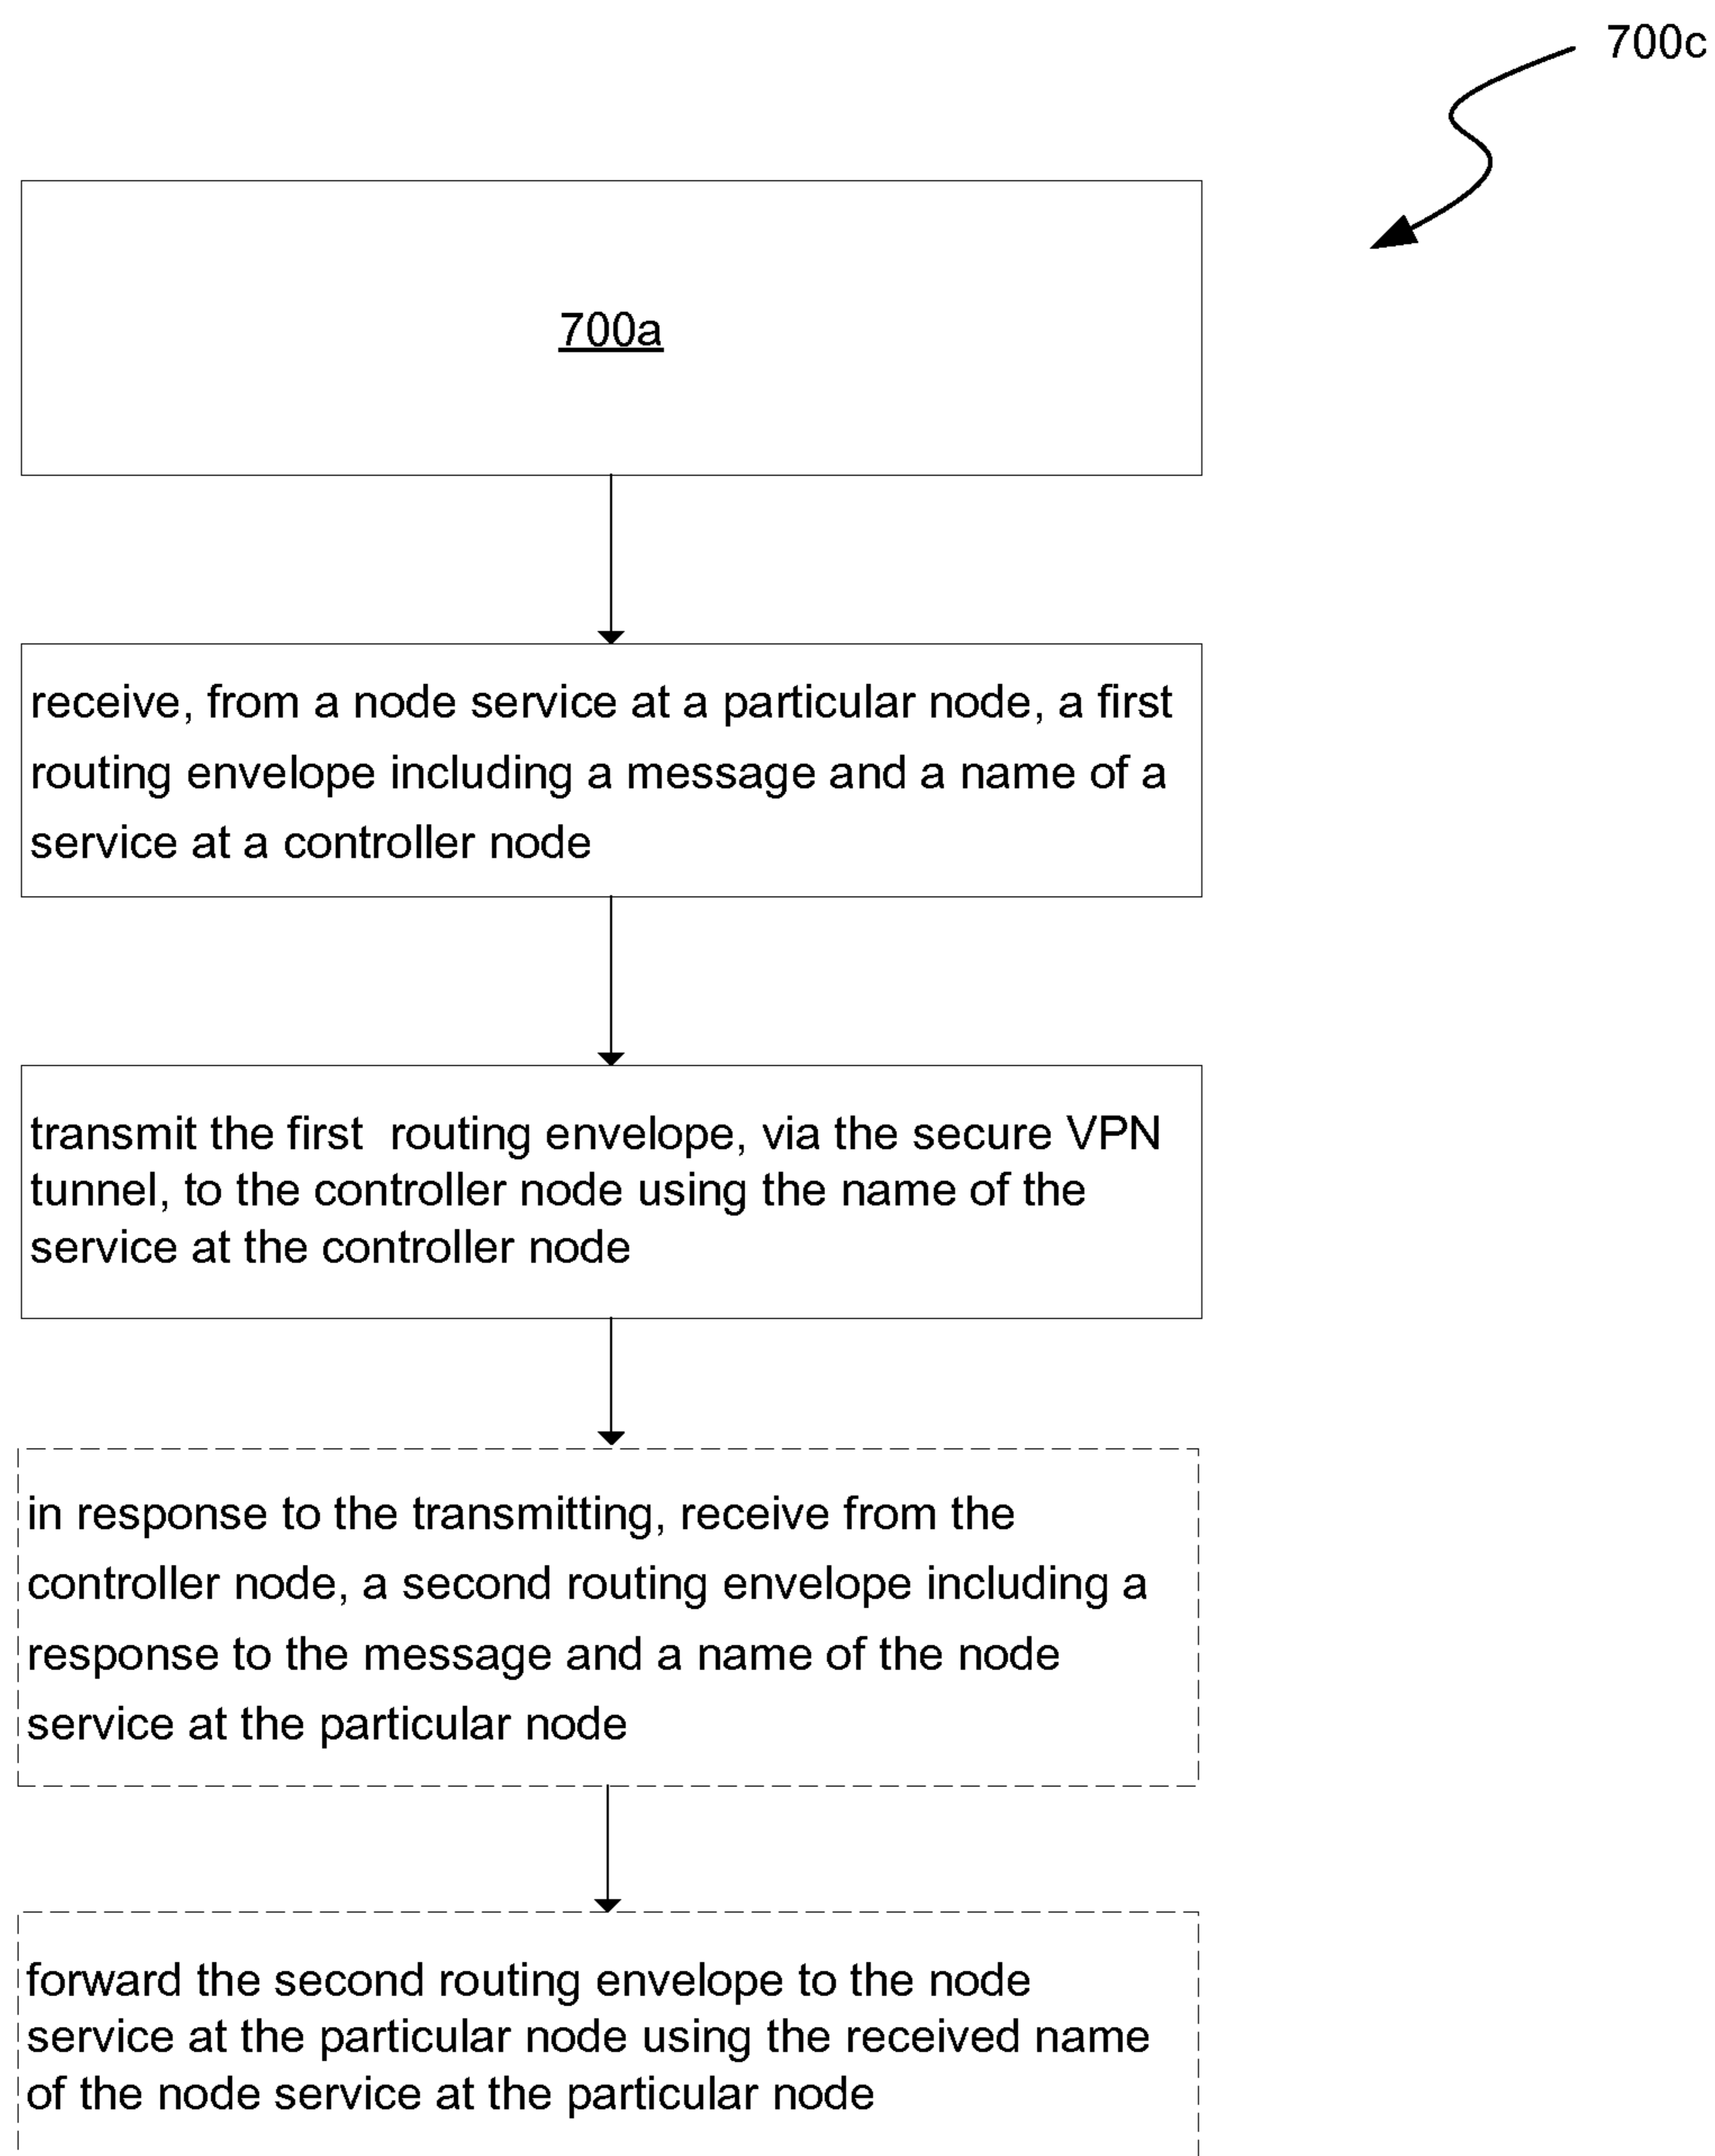 700c
700a
receive, from a node service at a particular node, a first
routing envelope including a message and a name of a
service at a controller node
transmit the first  routing envelope, via the secure VPN
tunnel, to the controller node using the name of the
service at the controller node
in response to the transmitting, receive from the
controller node, a second routing envelope including a
response to the message and a name of the node
service at the particular node
forward the second routing envelope to the node
service at the particular node using the received name
of the node service at the particular node